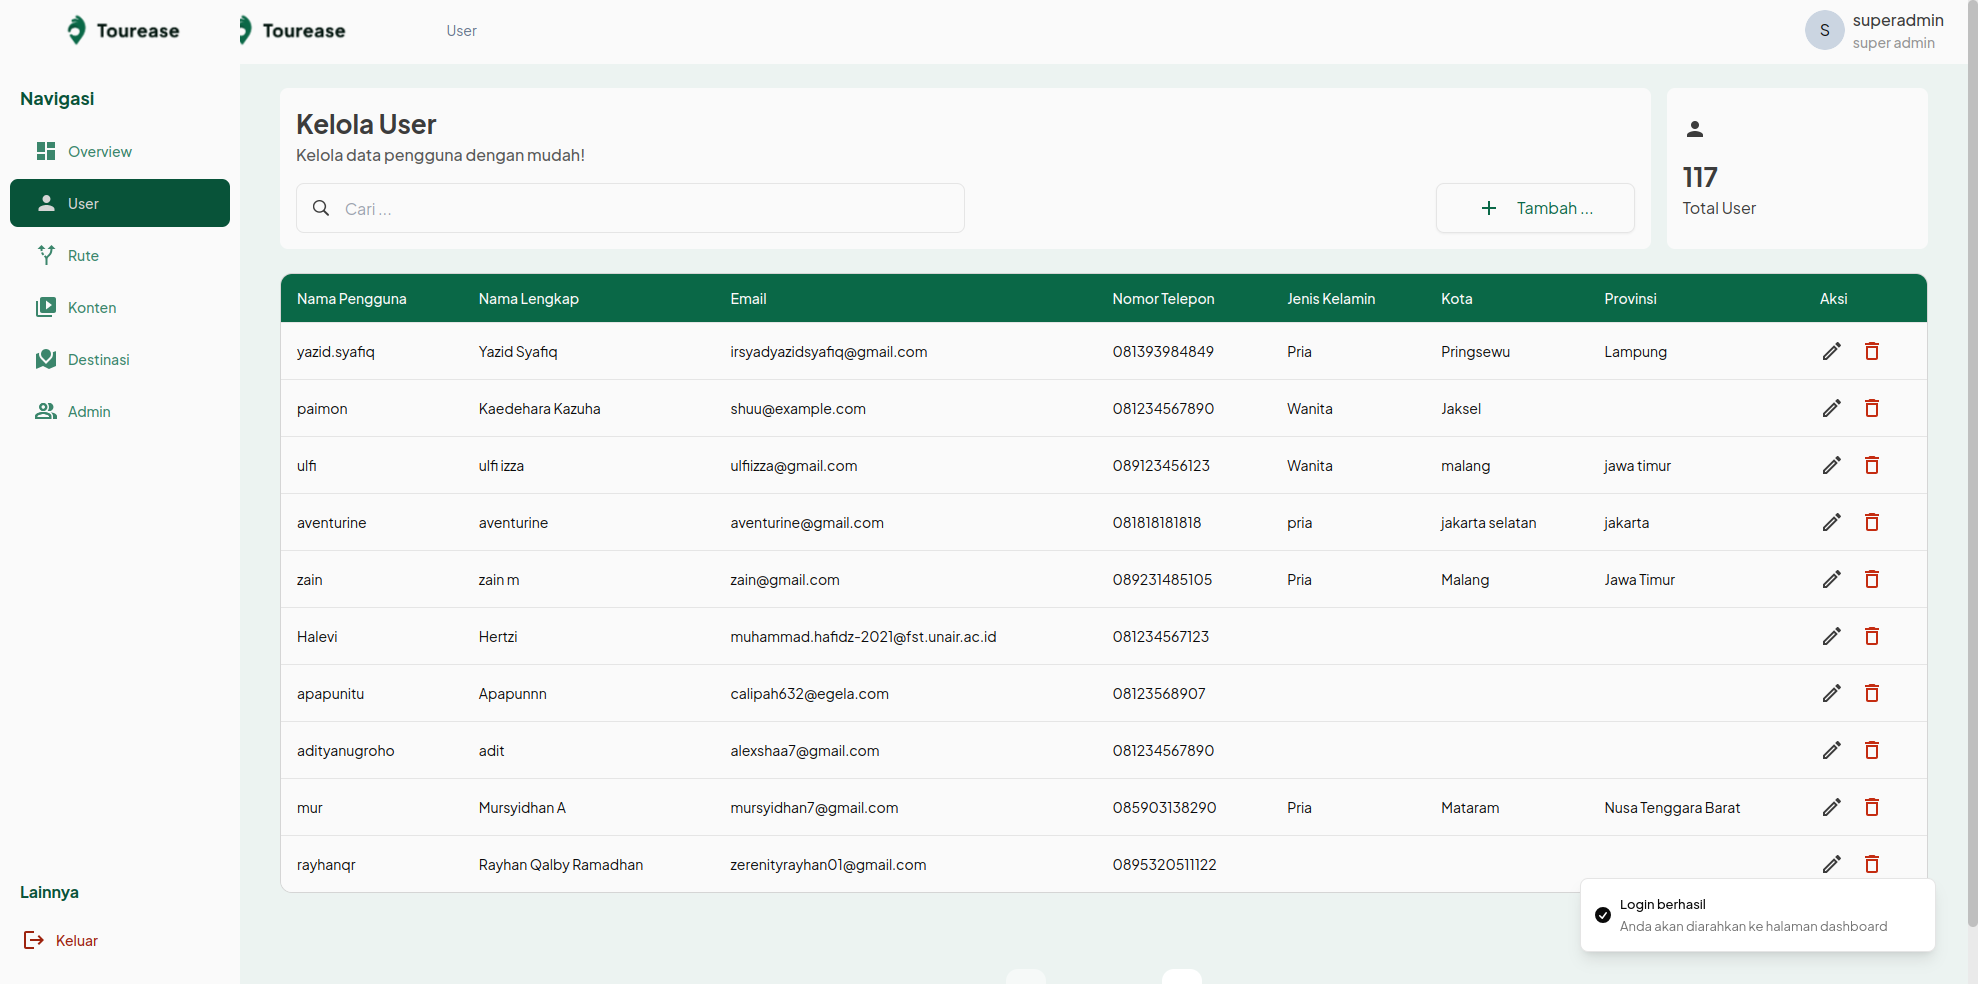 Tourease
Tourease
User
S
superadmin
super admin
Navigasi
Overview
User
Rute
Konten
Destinasi
Admin
Lainnya
Keluar
Kelola User
Kelola data pengguna dengan mudah!
Cari ...
+ Tambah ...
117
Total User
Nama Pengguna Nama Lengkap Email Nomor Telepon Jenis Kelamin Kota Provinsi Aksi
yazid.syafiq Yazid Syafiq irsyadyazidsyafiq@gmail.com 081393984849 Pria Pringsewu Lampung
paimon Kaedehara Kazuha shuu@example.com 081234567890 Wanita Jaksel
ulfi ulfi izza ulfiizza@gmail.com 089123456123 Wanita malang jawa timur
aventurine aventurine aventurine@gmail.com 081818181818 pria jakarta selatan jakarta
zain zain m zain@gmail.com 089231485105 Pria Malang Jawa Timur
Halevi Hertzi muhammad.hafidz-2021@fst.unair.ac.id 081234567123
apapunitu Apapunnn calipah632@egela.com 08123568907
adityanugroho adit alexshaa7@gmail.com 081234567890
mur Mursyidhan A mursyidhan7@gmail.com 085903138290 Pria Mataram Nusa Tenggara Barat
rayhanqr Rayhan Qalby Ramadhan zerenityrayhan01@gmail.com 0895320511122
Login berhasil
Anda akan diarahkan ke halaman dashboard